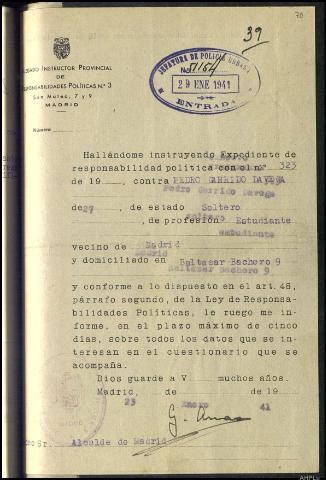 39
70
JUZGADO INSTRUCTOR PROVINCIAL
DE
RESPONSABILIDADES POLÍTICAS N.º 3
San Mateo, 7 y 9
MADRID
JEFATURA DE POLICIA URBANA
No 1164
29 ENE 1941
ENTRADA
Número
Hallándome instruyendo Expediente de
responsabilidad política con el n.º 323
de 19 , contra PEDRO GARRIDO
Pedro Garrido
de 27 , de estado Soltero
soltero
, de profesión Estudiante
estudiante
vecino de Madrid
Madrid
y domiciliado en Baltasar Bachero 9
baltasar Bachero 9
y conforme a lo dispuesto en el art. 48,
párrafo segundo, de la Ley de Responsa-
bilidades Políticas, le ruego me in-
forme, en el plazo máximo de cinco
días, sobre todos los datos que se in-
teresan en el cuestionario que se
acompaña.
Dios guarde a V. muchos años.
Madrid, de de 19
23 Enero 41
Sr. Alcalde de Madrid